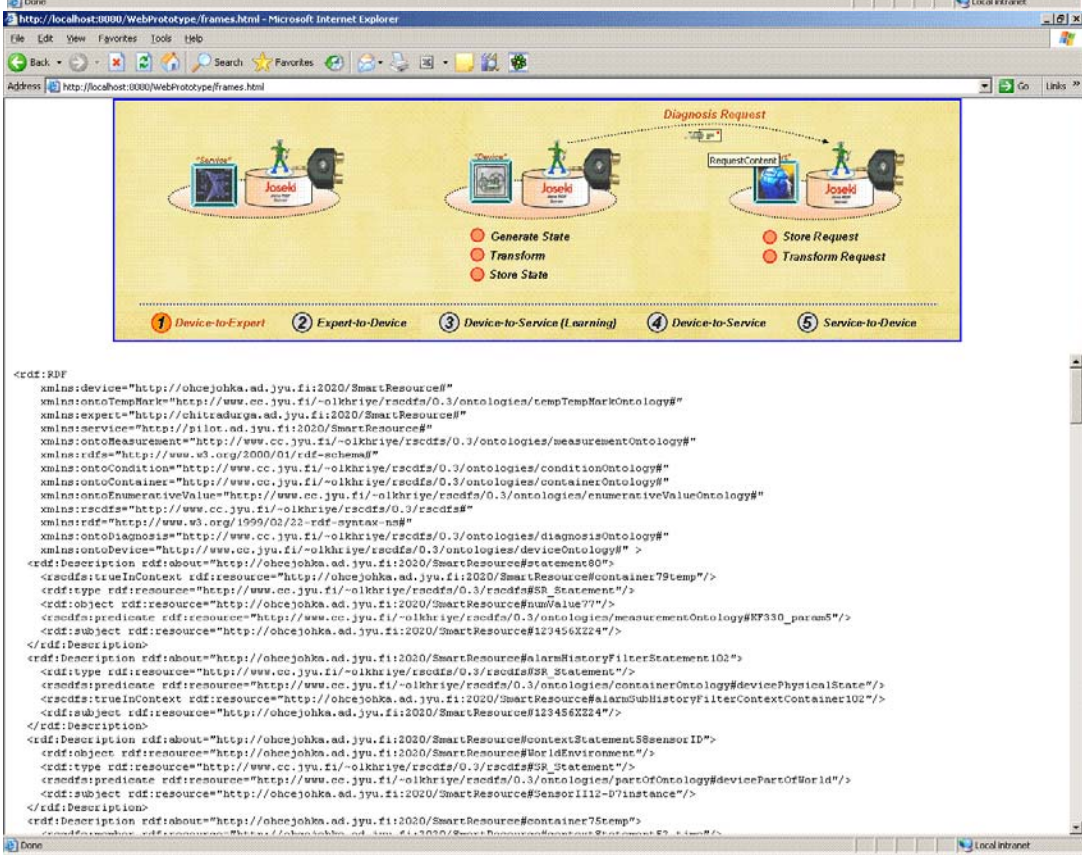 Done
Local intranet
http://localhost:8080/WebPrototype/frames.html - Microsoft Internet Explorer
File Edit View Favorites Tools Help
Back Search Favorites
Address http://localhost:8080/WebPrototype/frames.html Go Links »
Diagnosis Request
"Service"
"Device"
RequestContent
Joseki
Joseki
Joseki
Generate State
Store Request
Transform
Transform Request
Store State
1 Device-to-Expert 2 Expert-to-Device 3 Device-to-Service (Learning) 4 Device-to-Service 5 Service-to-Device
<rdf:RDF
xmlns:device="http://ohcejohka.ad.jyu.fi:2020/SmartResource#"
xmlns:ontoTempMark="http://www.cc.jyu.fi/~olkhriye/rscdfs/0.3/ontologies/tempTempMarkOntology#"
xmlns:expert="http://chitradurga.ad.jyu.fi:2020/SmartResource#"
xmlns:service="http://pilot.ad.jyu.fi:2020/SmartResource#"
xmlns:ontoMeasurement="http://www.cc.jyu.fi/~olkhriye/rscdfs/0.3/ontologies/measurementOntology#"
xmlns:rdfs="http://www.w3.org/2000/01/rdf-schema#"
xmlns:ontoCondition="http://www.cc.jyu.fi/~olkhriye/rscdfs/0.3/ontologies/conditionOntology#"
xmlns:ontoContainer="http://www.cc.jyu.fi/~olkhriye/rscdfs/0.3/ontologies/containerOntology#"
xmlns:ontoEnumerativeValue="http://www.cc.jyu.fi/~olkhriye/rscdfs/0.3/ontologies/enumerativeValueOntology#"
xmlns:rscdfs="http://www.cc.jyu.fi/~olkhriye/rscdfs/0.3/rscdfs#"
xmlns:rdf="http://www.w3.org/1999/02/22-rdf-syntax-ns#"
xmlns:ontoDiagnosis="http://www.cc.jyu.fi/~olkhriye/rscdfs/0.3/ontologies/diagnosisOntology#"
xmlns:ontoDevice="http://www.cc.jyu.fi/~olkhriye/rscdfs/0.3/ontologies/deviceOntology#" >
<rdf:Description rdf:about="http://ohcejohka.ad.jyu.fi:2020/SmartResource#statement80">
<rscdfs:trueInContext rdf:resource="http://ohcejohka.ad.jyu.fi:2020/SmartResource#container79temp"/>
<rdf:type rdf:resource="http://www.cc.jyu.fi/~olkhriye/rscdfs/0.3/rscdfs#SR_Statement"/>
<rdf:object rdf:resource="http://ohcejohka.ad.jyu.fi:2020/SmartResource#numValue77"/>
<rscdfs:predicate rdf:resource="http://www.cc.jyu.fi/~olkhriye/rscdfs/0.3/ontologies/measurementOntology#KF330_param5"/>
<rdf:subject rdf:resource="http://ohcejohka.ad.jyu.fi:2020/SmartResource#123456XZ24"/>
</rdf:Description>
<rdf:Description rdf:about="http://ohcejohka.ad.jyu.fi:2020/SmartResource#alarmHistoryFilterStatement102">
<rdf:type rdf:resource="http://www.cc.jyu.fi/~olkhriye/rscdfs/0.3/rscdfs#SR_Statement"/>
<rscdfs:predicate rdf:resource="http://www.cc.jyu.fi/~olkhriye/rscdfs/0.3/ontologies/containerOntology#devicePhysicalState"/>
<rscdfs:trueInContext rdf:resource="http://ohcejohka.ad.jyu.fi:2020/SmartResource#alarmSubHistoryFilterContextContainer102"/>
<rdf:subject rdf:resource="http://ohcejohka.ad.jyu.fi:2020/SmartResource#123456XZ24"/>
</rdf:Description>
<rdf:Description rdf:about="http://ohcejohka.ad.jyu.fi:2020/SmartResource#contextStatement58sensorID">
<rdf:object rdf:resource="http://ohcejohka.ad.jyu.fi:2020/SmartResource#WorldEnvironment"/>
<rdf:type rdf:resource="http://www.cc.jyu.fi/~olkhriye/rscdfs/0.3/rscdfs#SR_Statement"/>
<rscdfs:predicate rdf:resource="http://www.cc.jyu.fi/~olkhriye/rscdfs/0.3/ontologies/partOfOntology#devicePartOfWorld"/>
<rdf:subject rdf:resource="http://ohcejohka.ad.jyu.fi:2020/SmartResource#SensorII12-D7instance"/>
</rdf:Description>
<rdf:Description rdf:about="http://ohcejohka.ad.jyu.fi:2020/SmartResource#container75temp">
Done
Local intranet